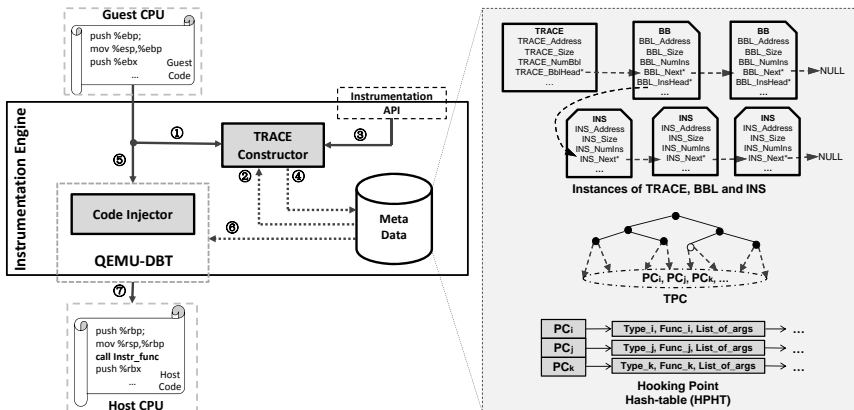 Guest CPU
push %ebp;
mov %esp,%ebp
push %ebx
...
Guest
Code
Instrumentation Engine
Instrumentation
API
①
③
TRACE
Constructor
②
④
⑤
Code Injector
QEMU-DBT
⑥
Meta
Data
⑦
push %rbp;
mov %rsp,%rbp
call Instr_func
push %rbx
...
Host
Code
Host CPU
TRACE
TRACE_Address
TRACE_Size
TRACE_NumBbl
TRACE_BblHead*
...
BB
BBL_Address
BBL_Size
BBL_NumIns
BBL_Next*
BBL_InsHead*
...
BB
BBL_Address
BBL_Size
BBL_NumIns
BBL_Next*
BBL_InsHead*
...
NULL
INS
INS_Address
INS_Size
INS_NumIns
INS_Next*
...
INS
INS_Address
INS_Size
INS_NumIns
INS_Next*
...
INS
INS_Address
INS_Size
INS_NumIns
INS_Next*
...
NULL
Instances of TRACE, BBL and INS
PCi, PCj, PCk, ...
TPC
PCi Type_i, Func_i, List_of_args ...
PCj Type_j, Func_j, List_of_args ...
PCk Type_k, Func_k, List_of_args ...
Hooking Point
Hash-table (HPHT)